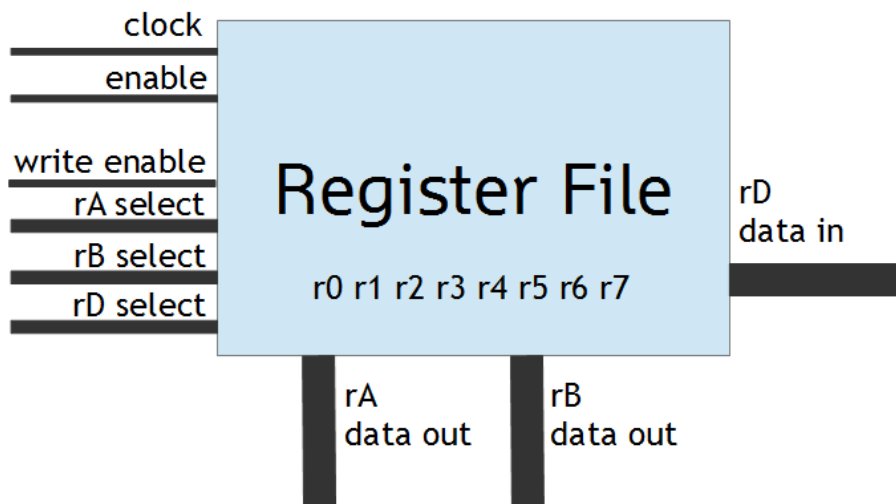 clock
enable
write enable
rA select
rB select
rD select
Register File
r0 r1 r2 r3 r4 r5 r6 r7
rD
data in
rA
data out
rB
data out